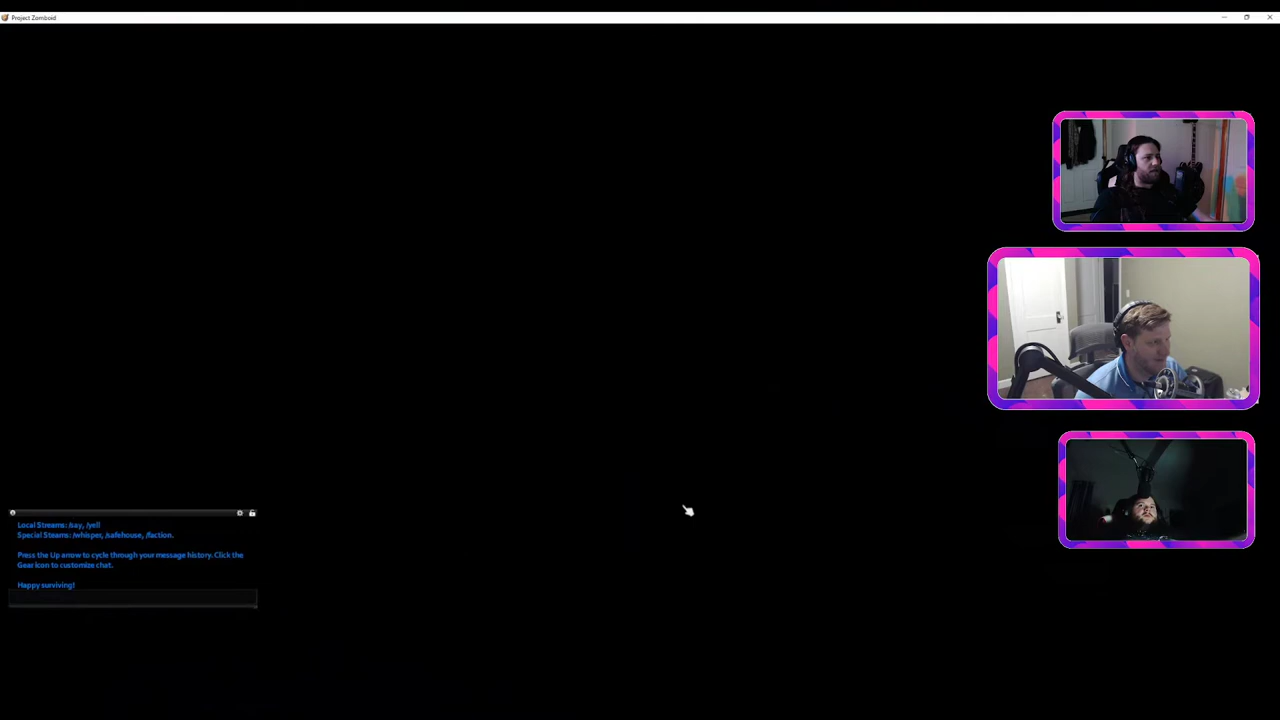 Project Zomboid
Local Streams: /say, /yell
Special Steams: /whisper, /safehouse, /faction.
Press the Up arrow to cycle through your message history. Click the
Gear icon to customize chat.
Happy surviving!